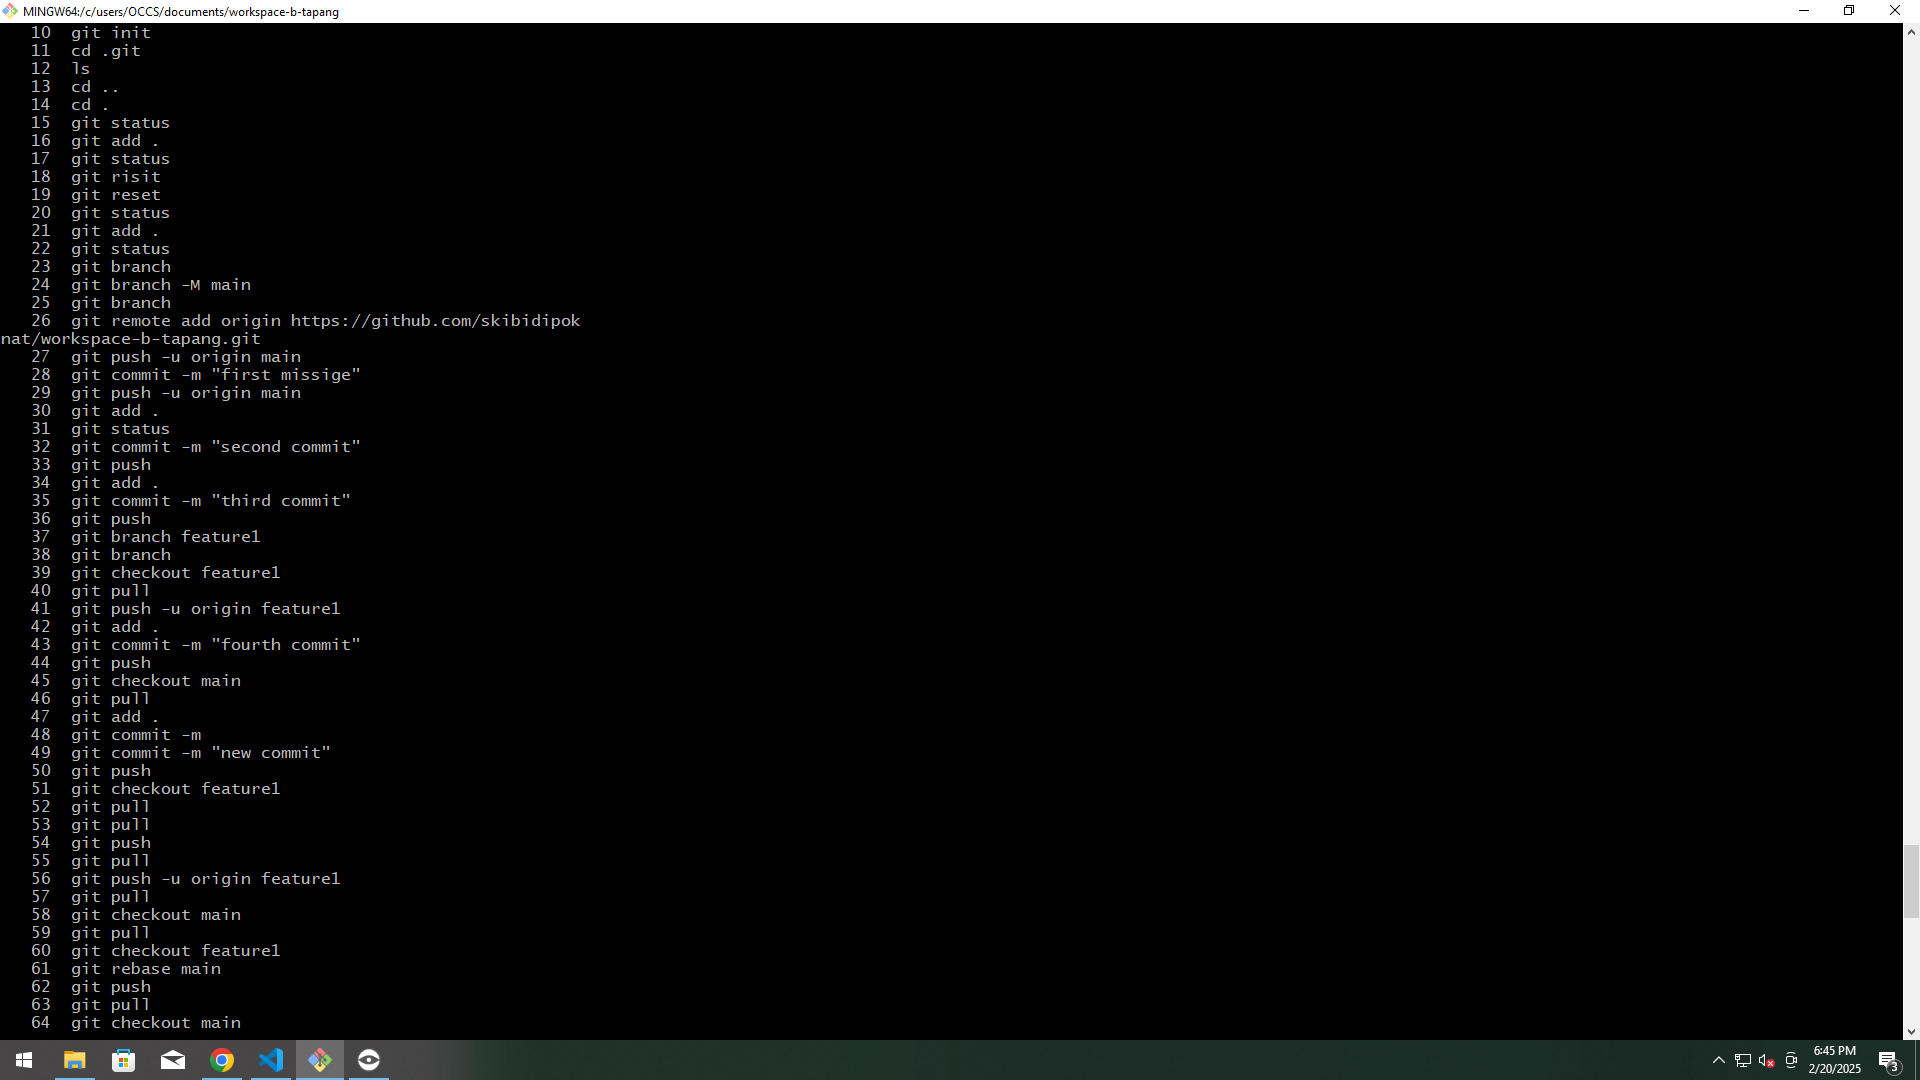 MINGW64:/c/users/OCCS/documents/workspace-b-tapang
10 git init
11 cd .git
12 ls
13 cd ..
14 cd .
15 git status
16 git add .
17 git status
18 git risit
19 git reset
20 git status
21 git add .
22 git status
23 git branch
24 git branch -M main
25 git branch
26 git remote add origin https://github.com/skibidipok
nat/workspace-b-tapang.git
27 git push -u origin main
28 git commit -m "first missige"
29 git push -u origin main
30 git add .
31 git status
32 git commit -m "second commit"
33 git push
34 git add .
35 git commit -m "third commit"
36 git push
37 git branch feature1
38 git branch
39 git checkout feature1
40 git pull
41 git push -u origin feature1
42 git add .
43 git commit -m "fourth commit"
44 git push
45 git checkout main
46 git pull
47 git add .
48 git commit -m
49 git commit -m "new commit"
50 git push
51 git checkout feature1
52 git pull
53 git pull
54 git push
55 git pull
56 git push -u origin feature1
57 git pull
58 git checkout main
59 git pull
60 git checkout feature1
61 git rebase main
62 git push
63 git pull
64 git checkout main
6:45 PM
2/20/2025
3